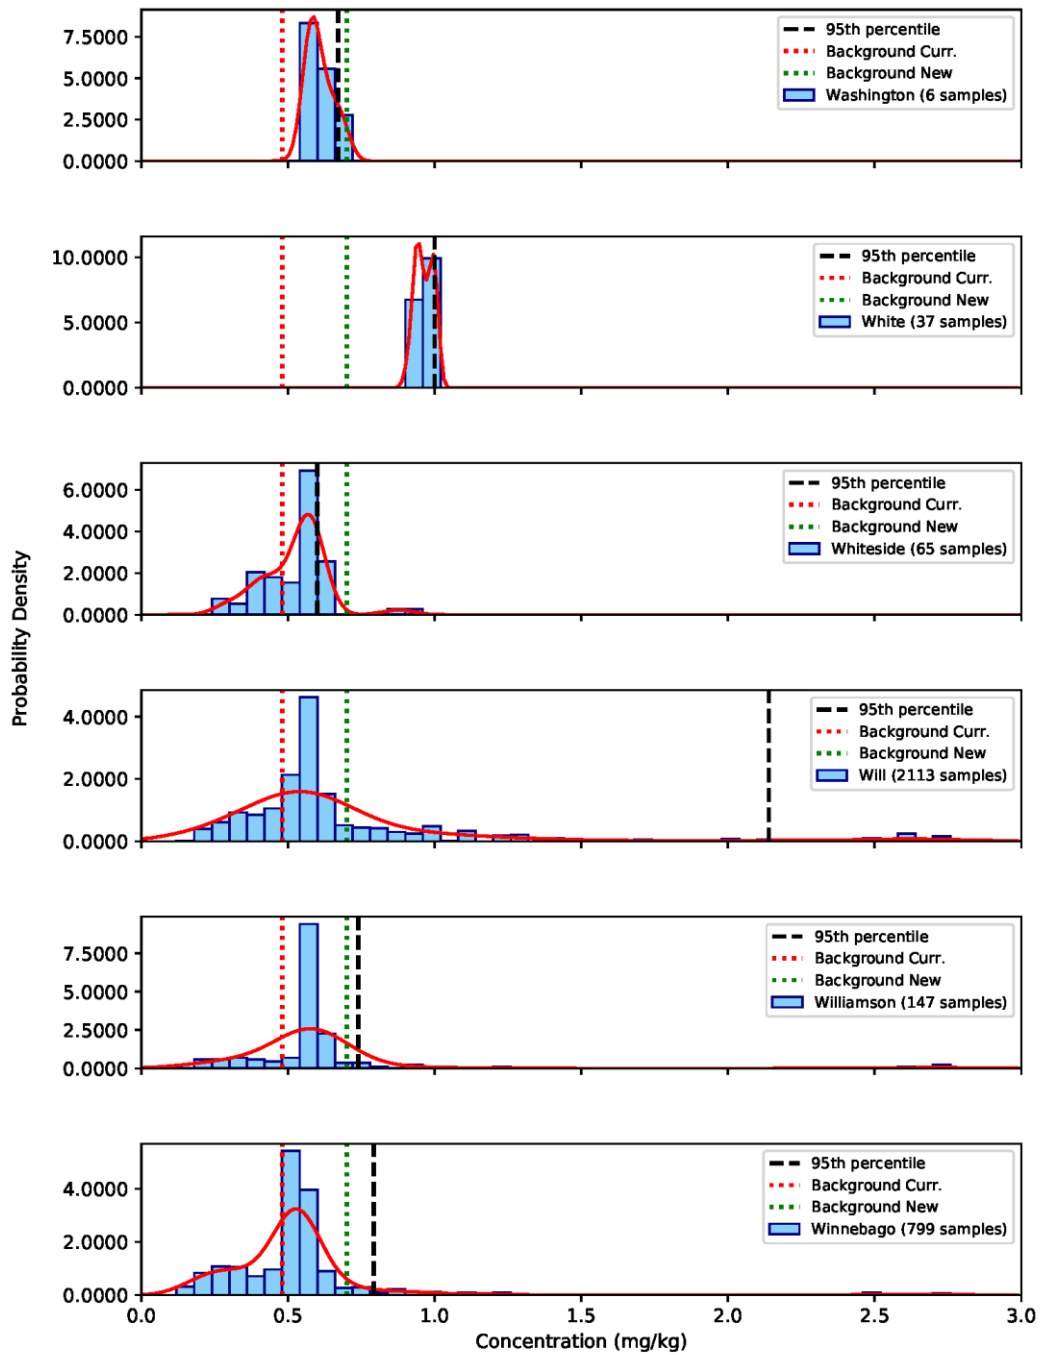 7.5000
5.0000
2.5000
0.0000
95th percentile
Background Curr.
Background New
Washington (6 samples)
10.0000
5.0000
0.0000
95th percentile
Background Curr.
Background New
White (37 samples)
6.0000
4.0000
2.0000
0.0000
95th percentile
Background Curr.
Background New
Whiteside (65 samples)
Probability Density
4.0000
2.0000
0.0000
95th percentile
Background Curr.
Background New
Will (2113 samples)
7.5000
5.0000
2.5000
0.0000
95th percentile
Background Curr.
Background New
Williamson (147 samples)
4.0000
2.0000
0.0000
95th percentile
Background Curr.
Background New
Winnebago (799 samples)
0.0 0.5 1.0 1.5 2.0 2.5 3.0
Concentration (mg/kg)